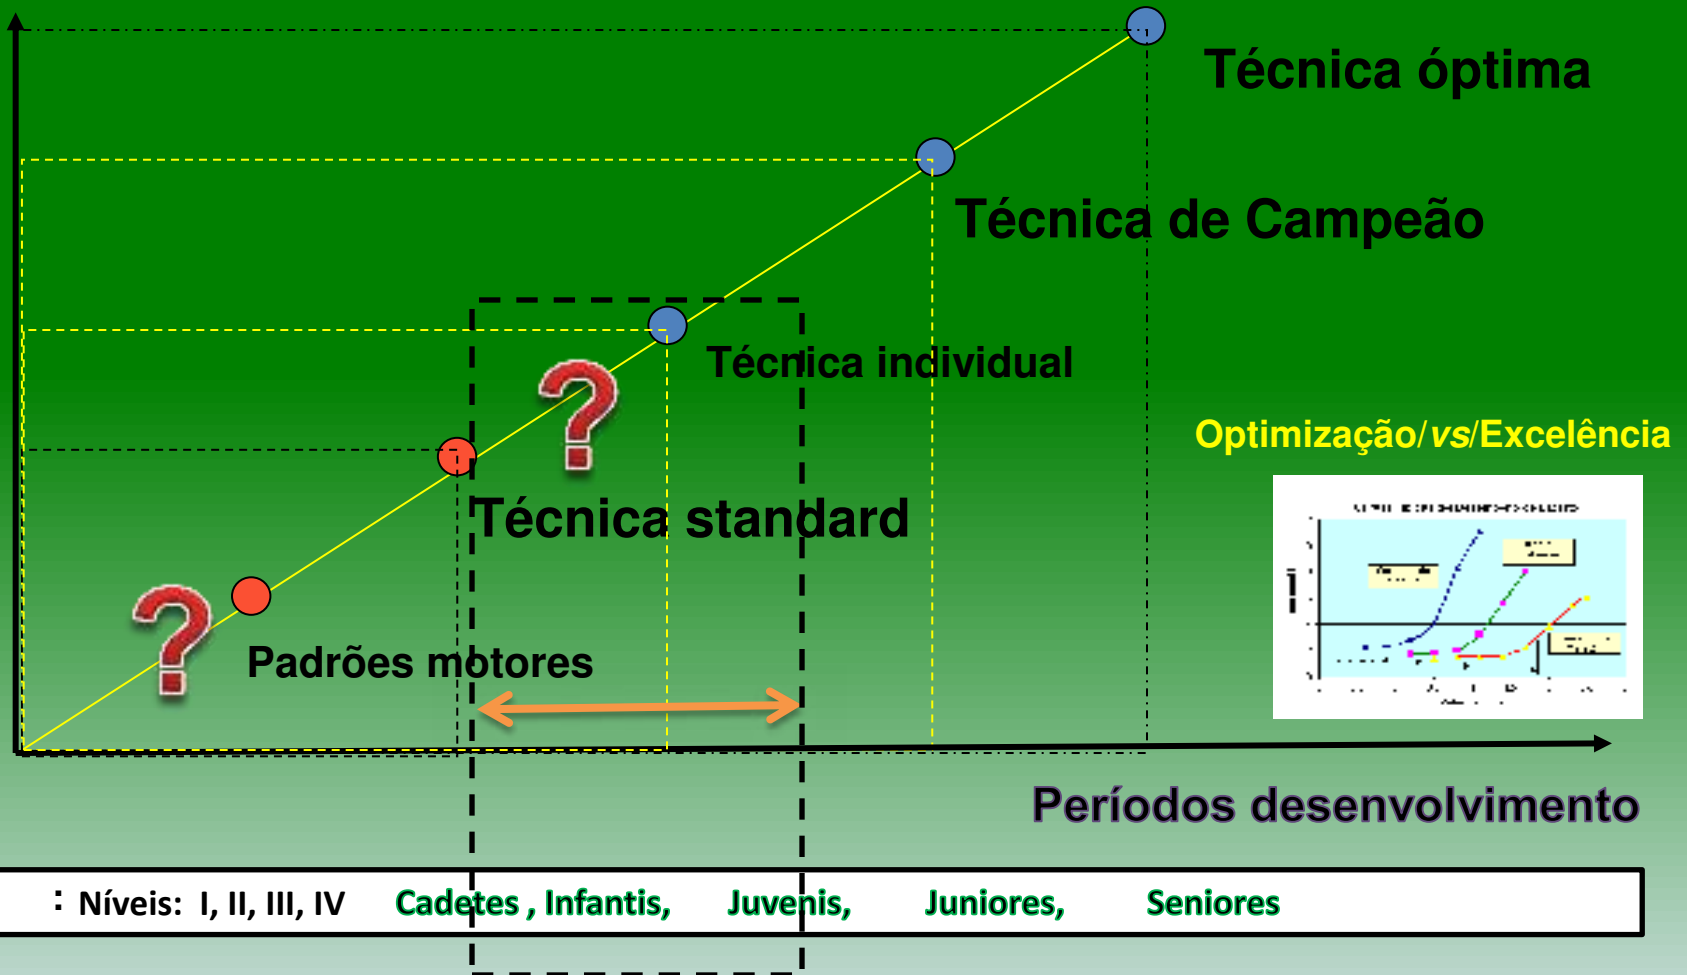 Técnica óptima
Técnica de Campeão
Técnica individual
Optimização/vs/Excelência
?
Técnica standard
?
Padrões motores
Períodos desenvolvimento
: Níveis: I, II, III, IV Cadetes , Infantis, Juvenis, Juniores, Seniores